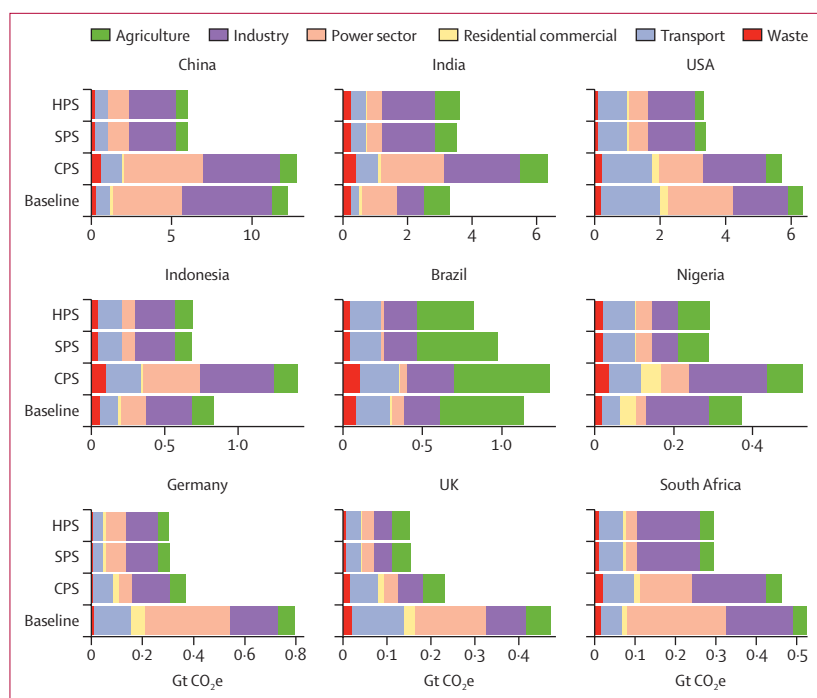 Agriculture Industry Power sector Residential commercial Transport Waste
China India USA
HPS
SPS
CPS
Baseline
0 5 10 0 2 4 6 0 2 4 6
Indonesia Brazil Nigeria
HPS
SPS
CPS
Baseline
0 0·5 1·0 0 0·5 1·0 0 0·2 0·4
Germany UK South Africa
HPS
SPS
CPS
Baseline
0 0·2 0·4 0·6 0·8 0 0·1 0·2 0·3 0·4 0 0·1 0·2 0·3 0·4 0·5
Gt CO₂e Gt CO₂e Gt CO₂e